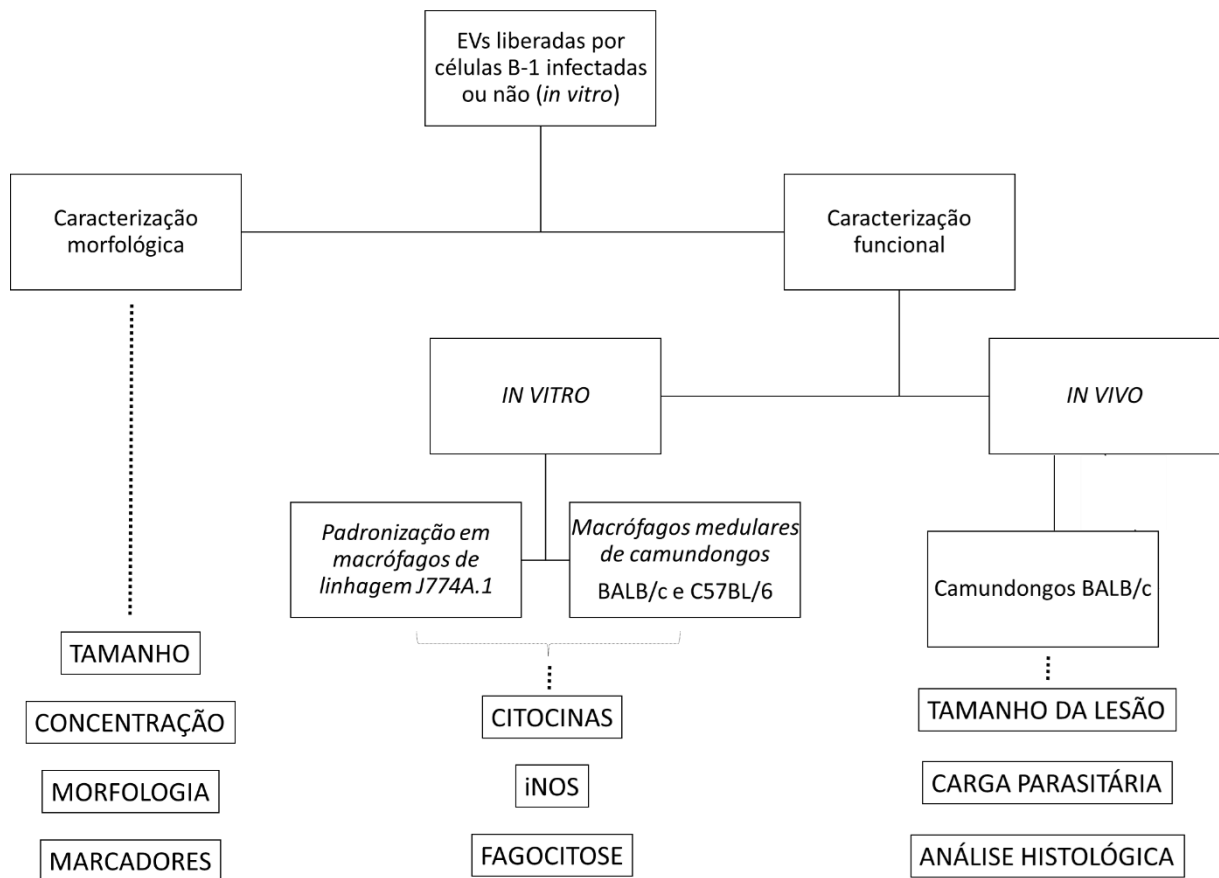 EVs liberadas por
células B-1 infectadas
ou não (in vitro)
Caracterização
morfológica
Caracterização
funcional
IN VITRO
IN VIVO
Padronização em
macrófagos de
linhagem J774A.1
Macrófagos medulares
de camundongos
BALB/c e C57BL/6
Camundongos BALB/c
TAMANHO
CONCENTRAÇÃO
MORFOLOGIA
MARCADORES
CITOCINAS
iNOS
FAGOCITOSE
TAMANHO DA LESÃO
CARGA PARASITÁRIA
ANÁLISE HISTOLÓGICA